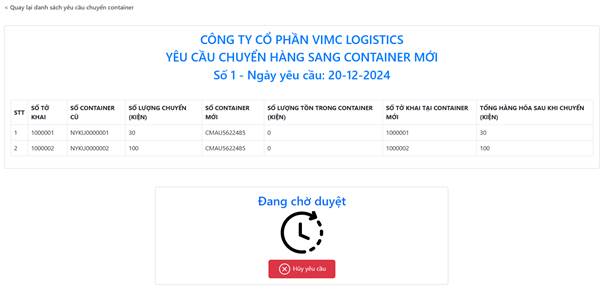 < Quay lại danh sách yêu cầu chuyển container
CÔNG TY CỔ PHẦN VIMC LOGISTICS
YÊU CẦU CHUYỂN HÀNG SANG CONTAINER MỚI
Số 1 - Ngày yêu cầu: 20-12-2024
STT SỐ TỜ KHAI SỐ CONTAINER CŨ SỐ LƯỢNG CHUYỂN (KIỆN) SỐ CONTAINER MỚI SỐ LƯỢNG TỒN TRONG CONTAINER (KIỆN) SỐ TỜ KHAI TẠI CONTAINER MỚI TỔNG HÀNG HÓA SAU KHI CHUYỂN (KIỆN)
1 1000001 NYKU0000001 30 CMAU5622485 0 1000001 30
2 1000002 NYKU0000002 100 CMAU5622485 0 1000002 100
Đang chờ duyệt
Hủy yêu cầu